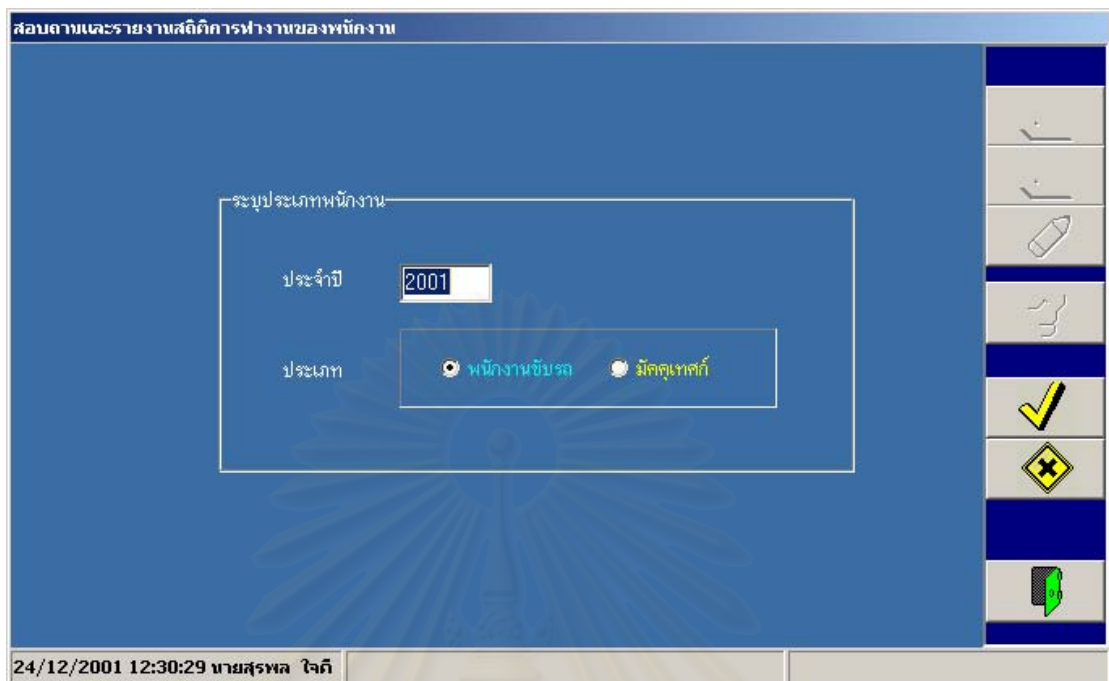 สอบถามและรายงานสถิติการทำงานของพนักงาน
ระบุประเภทพนักงาน
ประจำปี 2001
ประเภท พนักงานขับรถ มัคคุเทศก์
24/12/2001 12:30:29 นายสุรพล ใจดี